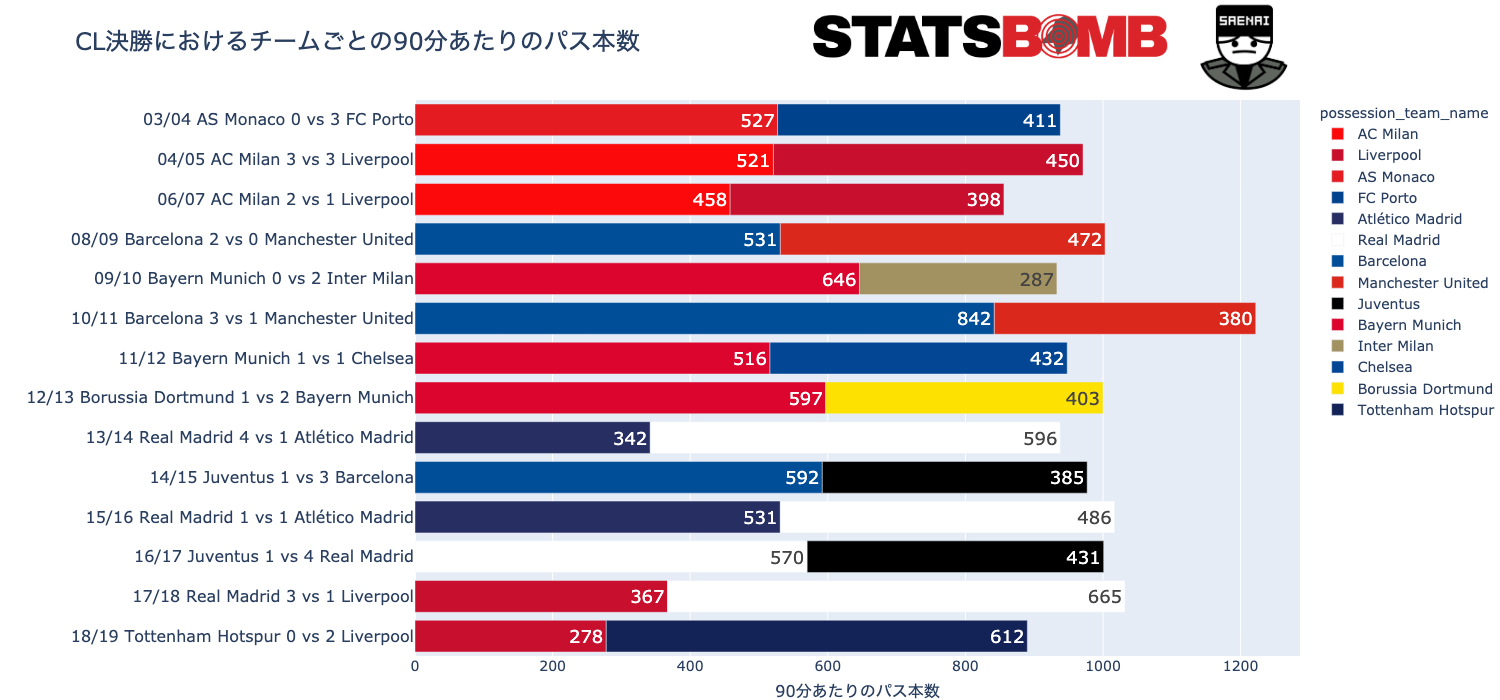 CL決勝におけるチームごとの90分あたりのパス本数
STATSBOMB
SAENAI
03/04 AS Monaco 0 vs 3 FC Porto 527 411
04/05 AC Milan 3 vs 3 Liverpool 521 450
06/07 AC Milan 2 vs 1 Liverpool 458 398
08/09 Barcelona 2 vs 0 Manchester United 531 472
09/10 Bayern Munich 0 vs 2 Inter Milan 646 287
10/11 Barcelona 3 vs 1 Manchester United 842 380
11/12 Bayern Munich 1 vs 1 Chelsea 516 432
12/13 Borussia Dortmund 1 vs 2 Bayern Munich 597 403
13/14 Real Madrid 4 vs 1 Atlético Madrid 342 596
14/15 Juventus 1 vs 3 Barcelona 592 385
15/16 Real Madrid 1 vs 1 Atlético Madrid 531 486
16/17 Juventus 1 vs 4 Real Madrid 570 431
17/18 Real Madrid 3 vs 1 Liverpool 367 665
18/19 Tottenham Hotspur 0 vs 2 Liverpool 278 612
0 200 400 600 800 1000 1200
90分あたりのパス本数
possession_team_name
AC Milan
Liverpool
AS Monaco
FC Porto
Atlético Madrid
Real Madrid
Barcelona
Manchester United
Juventus
Bayern Munich
Inter Milan
Chelsea
Borussia Dortmund
Tottenham Hotspur